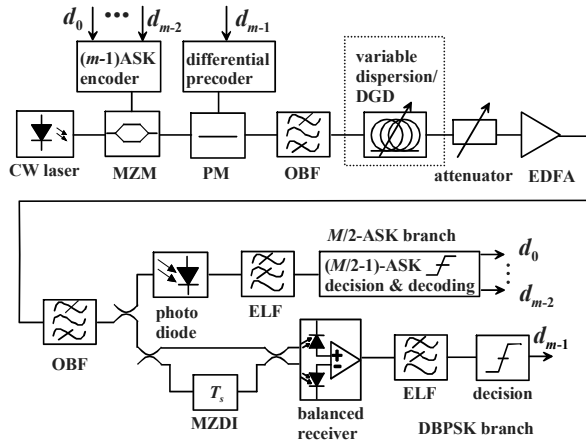 d0 ••• dm-2 dm-1
(m-1)ASK
encoder
differential
precoder
variable
dispersion/
DGD
CW laser
MZM
PM
OBF
attenuator
EDFA
M/2-ASK branch
(M/2-1)-ASK
decision & decoding
d0
⋮
dm-2
photo
diode
ELF
OBF
Ts
MZDI
+
-
balanced
receiver
ELF
decision
dm-1
DBPSK branch